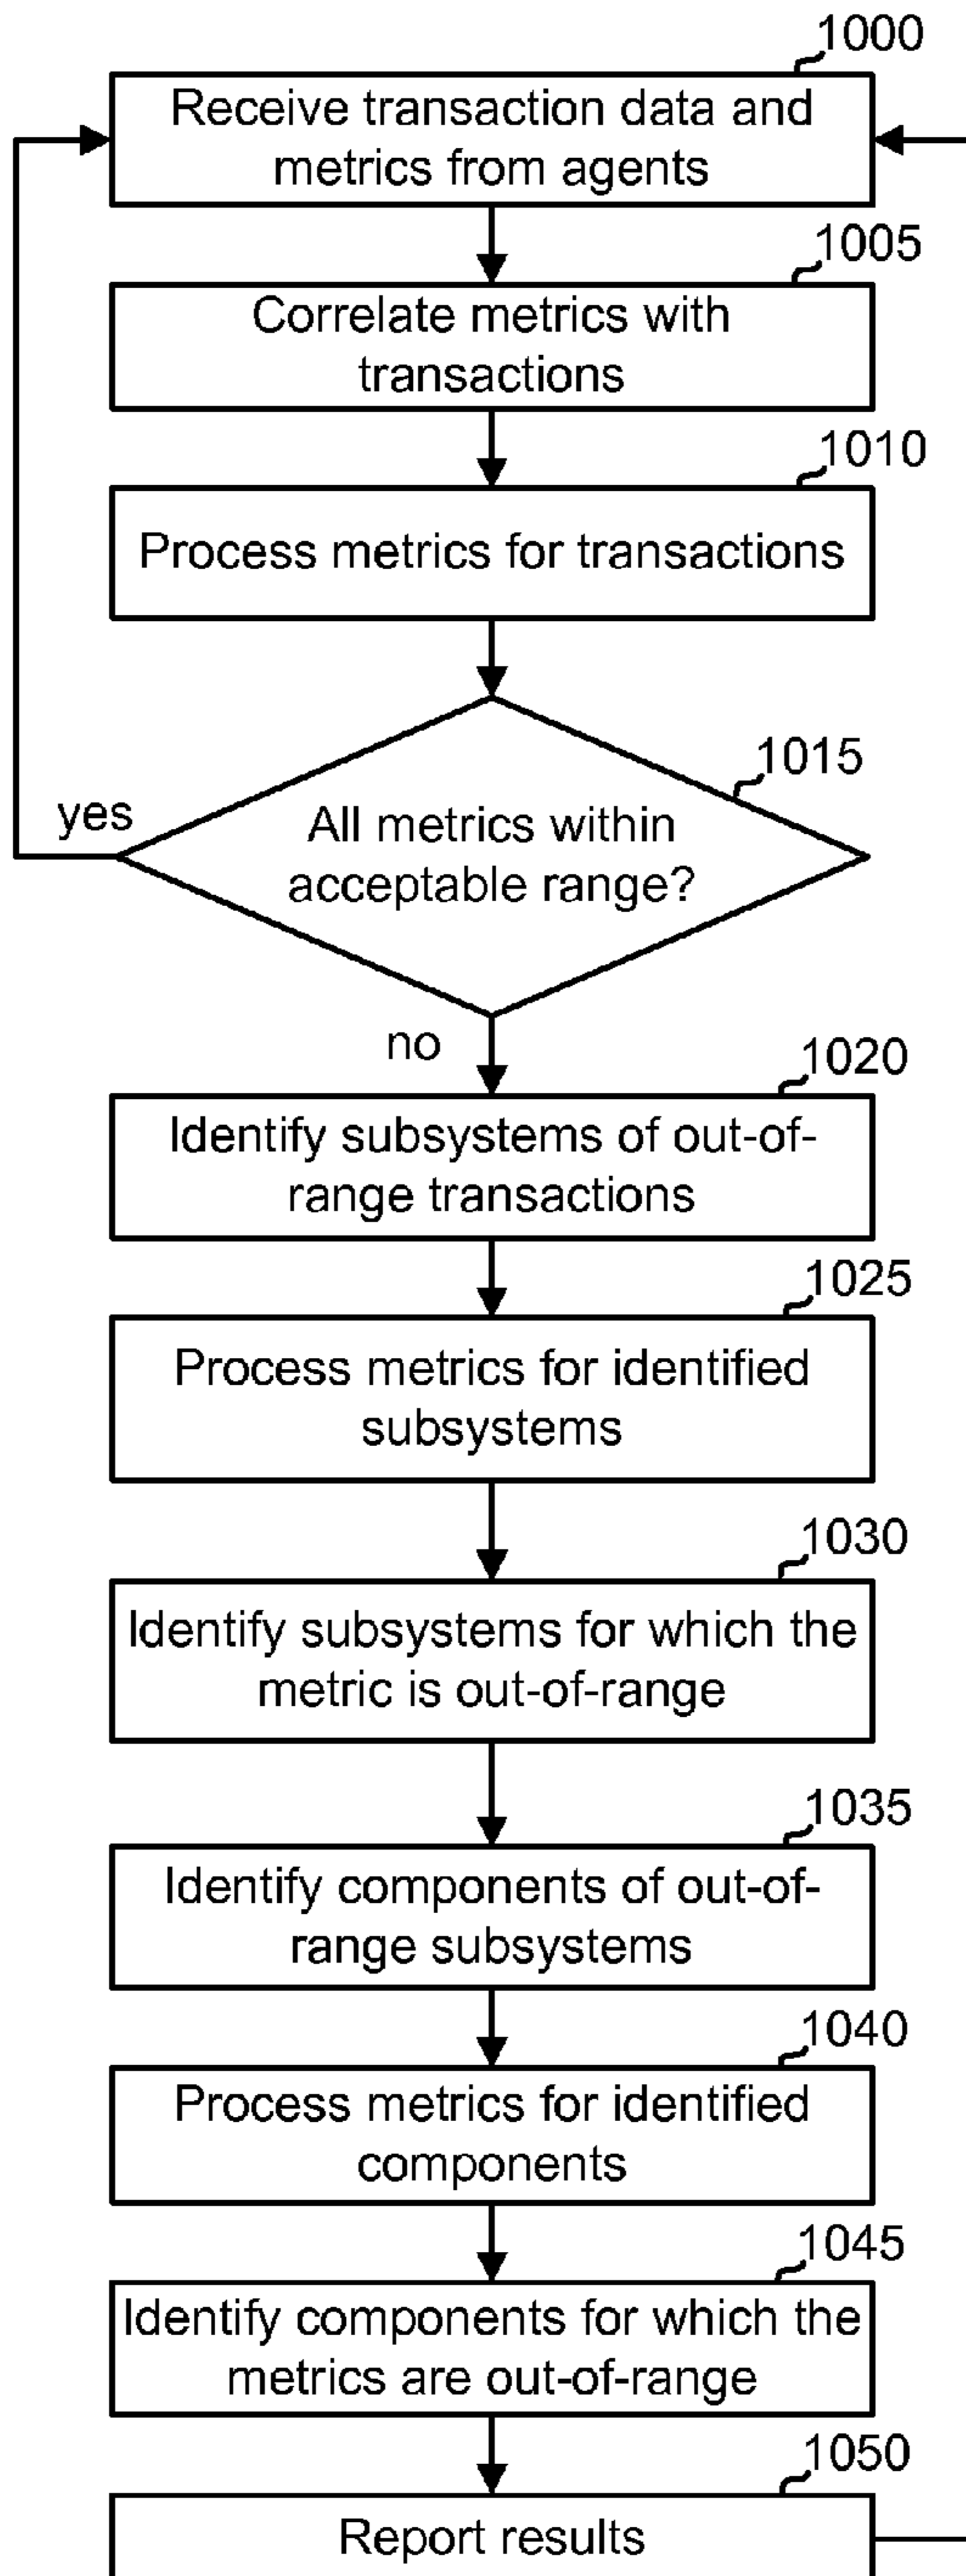 1000
Receive transaction data and
metrics from agents
1005
Correlate metrics with
transactions
1010
Process metrics for transactions
1015
All metrics within
acceptable range?
yes
no
1020
Identify subsystems of out-of-
range transactions
1025
Process metrics for identified
subsystems
1030
Identify subsystems for which the
metric is out-of-range
1035
Identify components of out-of-
range subsystems
1040
Process metrics for identified
components
1045
Identify components for which the
metrics are out-of-range
1050
Report results